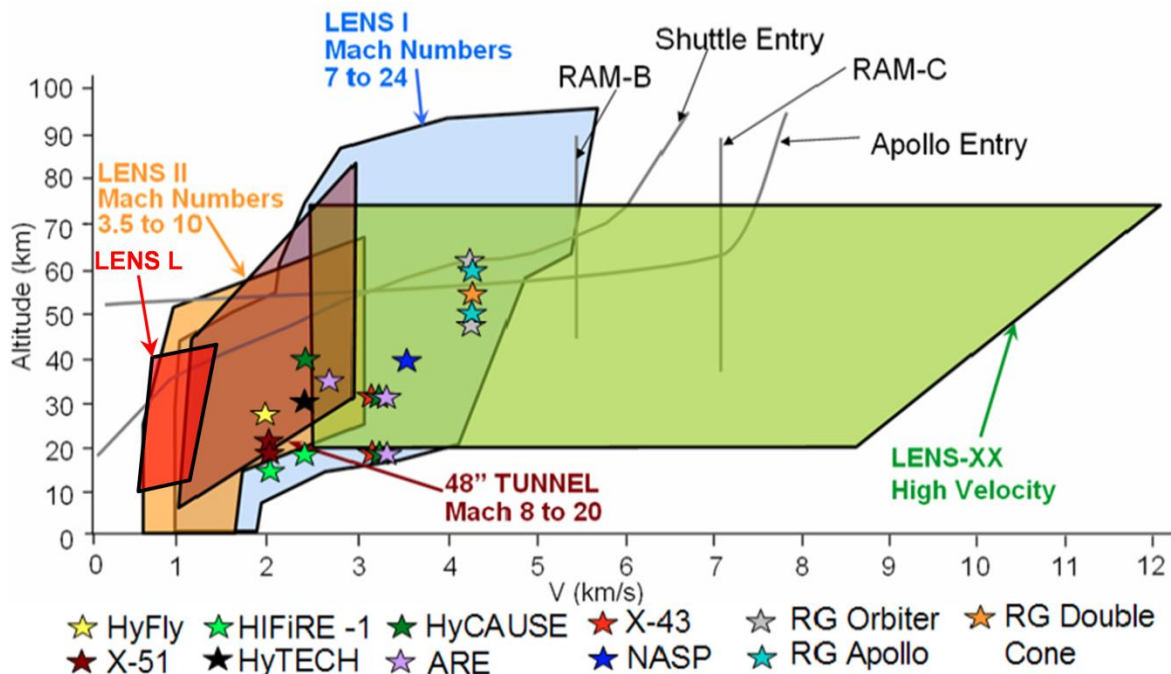 LENS I
Mach Numbers
7 to 24
Shuttle Entry
RAM-B
RAM-C
Apollo Entry
LENS II
Mach Numbers
3.5 to 10
LENS L
Altitude (km)
100
90
80
70
60
50
40
30
20
10
0
48” TUNNEL
Mach 8 to 20
LENS-XX
High Velocity
0 1 2 3 4 5 6 7 8 9 10 11 12
V (km/s)
HyFly HIFiRE -1 HyCAUSE X-43 RG Orbiter RG Double
X-51 HyTECH ARE NASP RG Apollo Cone